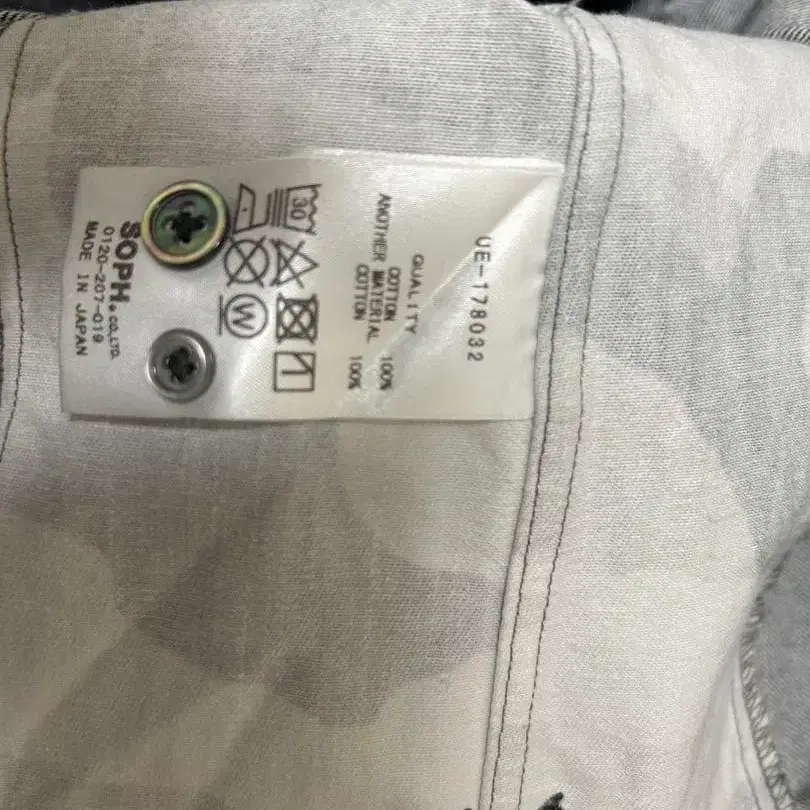 UE-178032
QUALITY
COTTON 100%
ANOTHER MATERIAL
COTTON 100%
30
W
SOPH.CO.,LTD.
0120-207-019
MADE IN JAPAN